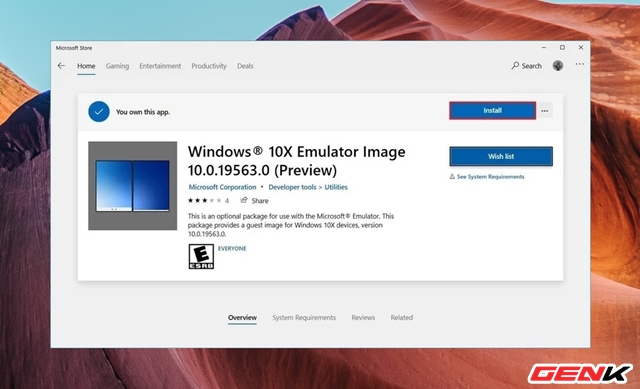 Microsoft Store
Home Gaming Entertainment Productivity Deals Search
You own this app. Install
Windows® 10X Emulator Image
10.0.19563.0 (Preview)
Wish list
See System Requirements
Microsoft Corporation • Developer tools > Utilities
4 Share
This is an optional package for use with the Microsoft® Emulator. This
package provides a guest image for Windows 10X devices, version
10.0.19563.0.
E
ESRB
EVERYONE
Overview System Requirements Reviews Related
GENK